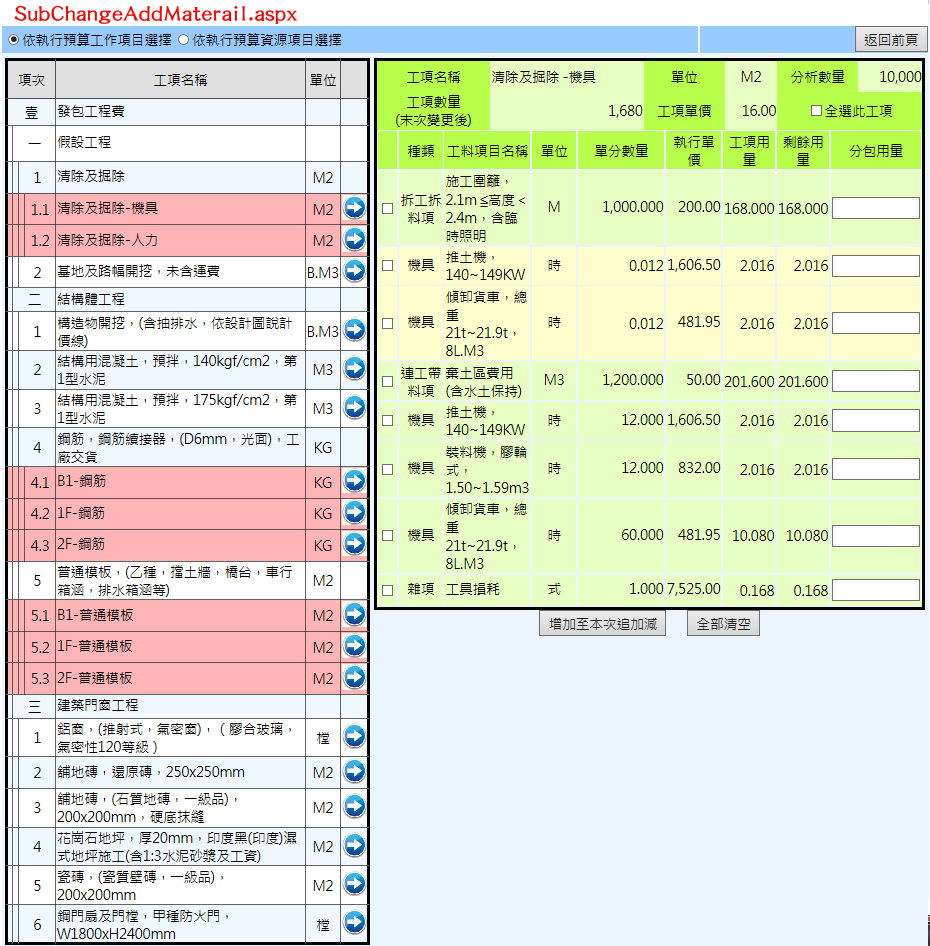 SubChangeAddMaterail.aspx
依執行預算工作項目選擇 依執行預算資源項目選擇 返回前頁
項次 工項名稱 單位
壹 發包工程費
一 假設工程
1 清除及掘除 M2
1.1 清除及掘除-機具 M2
1.2 清除及掘除-人力 M2
2 基地及路幅開挖，未含運費 B.M3
二 結構體工程
1 構造物開挖，(含抽排水，依設計圖說計
價線) B.M3
2 結構用混凝土，預拌，140kgf/cm2，第
1型水泥 M3
3 結構用混凝土，預拌，175kgf/cm2，第
1型水泥 M3
4 鋼筋，鋼筋續接器，(D6mm，光面)，工
廠交貨 KG
4.1 B1-鋼筋 KG
4.2 1F-鋼筋 KG
4.3 2F-鋼筋 KG
5 普通模板，(乙種，擋土牆，橋台，車行
箱涵，排水箱涵等) M2
5.1 B1-普通模板 M2
5.2 1F-普通模板 M2
5.3 2F-普通模板 M2
三 建築門窗工程
1 鋁窗，(推射式，氣密窗)，（膠合玻璃，
氣密性120等級） 樘
2 舖地磚，還原磚，250x250mm M2
3 舖地磚，(石質地磚，一級品)，
200x200mm，硬底抹縫 M2
4 花崗石地坪，厚20mm，印度黑(印度)濕
式地坪施工(含1:3水泥砂漿及工資) M2
5 瓷磚，(瓷質壁磚，一級品)，
200x200mm M2
6 鋼門扇及門樘，甲種防火門，
W1800xH2400mm 樘
工項名稱 清除及掘除 -機具 單位 M2 分析數量 10,000
工項數量
(末次變更後) 1,680 工項單價 16.00 全選此工項
種類 工料項目名稱 單位 單分數量 執行單
價 工項用
量 剩餘用
量 分包用量
拆工拆
料項 施工圍籬，
2.1m≦高度<
2.4m，含臨
時照明 M 1,000.000 200.00 168.000 168.000
機具 推土機，
140~149KW 時 0.012 1,606.50 2.016 2.016
機具 傾卸貨車，總
重
21t~21.9t，
8L.M3 時 0.012 481.95 2.016 2.016
連工帶
料項 棄土區費用
(含水土保持) M3 1,200.000 50.00 201.600 201.600
機具 推土機，
140~149KW 時 12.000 1,606.50 2.016 2.016
機具 裝料機，膠輪
式，
1.50~1.59m3 時 12.000 832.00 2.016 2.016
機具 傾卸貨車，總
重
21t~21.9t，
8L.M3 時 60.000 481.95 10.080 10.080
雜項 工具損耗 式 1.000 7,525.00 0.168 0.168
增加至本次追加減 全部清空